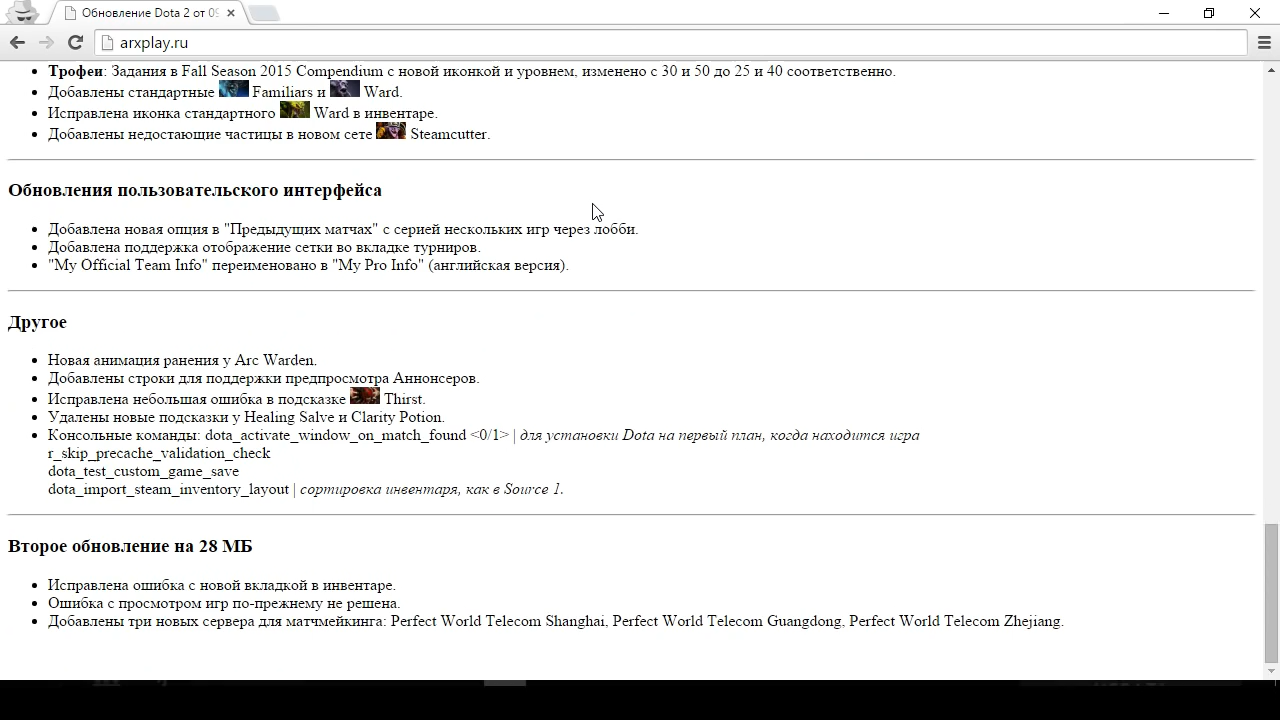 Обновление Dota 2 от 09
arxplay.ru
Трофеи: Задания в Fall Season 2015 Compendium с новой иконкой и уровнем, изменено с 30 и 50 до 25 и 40 соответственно.
Добавлены стандартные Familiars и Ward.
Исправлена иконка стандартного Ward в инвентаре.
Добавлены недостающие частицы в новом сете Steamcutter.
Обновления пользовательского интерфейса
Добавлена новая опция в "Предыдущих матчах" с серией нескольких игр через лобби.
Добавлена поддержка отображение сетки во вкладке турниров.
"My Official Team Info" переименовано в "My Pro Info" (английская версия).
Другое
Новая анимация ранения у Arc Warden.
Добавлены строки для поддержки предпросмотра Аннонсеров.
Исправлена небольшая ошибка в подсказке Thirst.
Удалены новые подсказки у Healing Salve и Clarity Potion.
Консольные команды: dota_activate_window_on_match_found <0/1> | для установки Dota на первый план, когда находится игра
r_skip_precache_validation_check
dota_test_custom_game_save
dota_import_steam_inventory_layout | сортировка инвентаря, как в Source 1.
Второе обновление на 28 МБ
Исправлена ошибка с новой вкладкой в инвентаре.
Ошибка с просмотром игр по-прежнему не решена.
Добавлены три новых сервера для матчмейкинга: Perfect World Telecom Shanghai, Perfect World Telecom Guangdong, Perfect World Telecom Zhejiang.